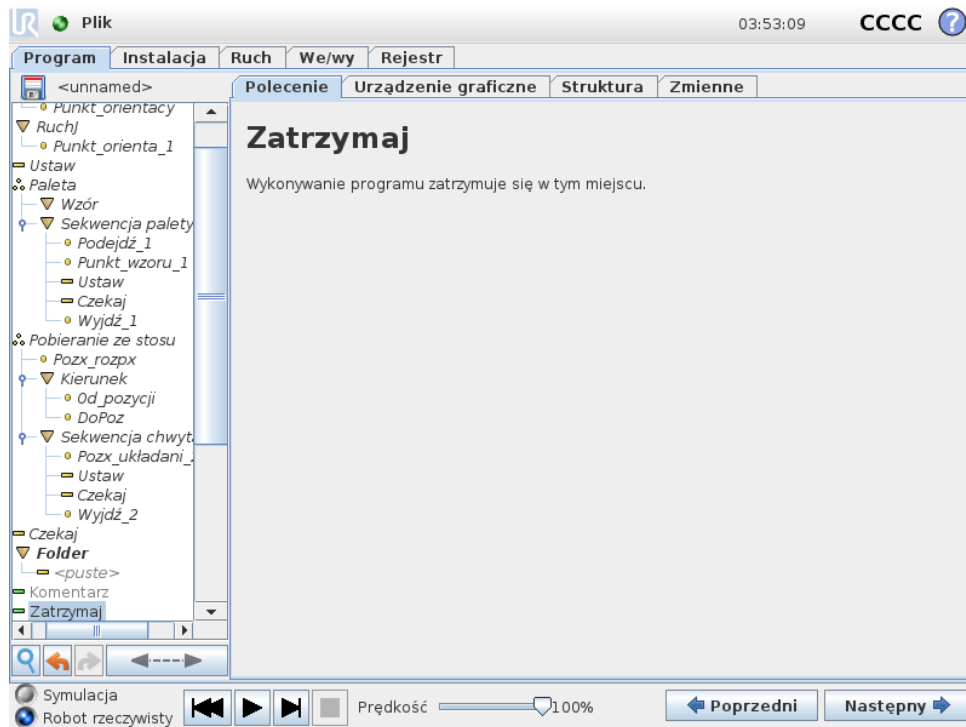 Plik 03:53:09 CCCC ?
Program Instalacja Ruch We/wy Rejestr
<unnamed>
Polecenie Urządzenie graficzne Struktura Zmienne
Punkt_orientacy
RuchJ
Punkt_orienta_1
Ustaw
Paleta
Wzór
Sekwencja palety
Podejdź_1
Punkt_wzoru_1
Ustaw
Czekaj
Wyjdź_1
Pobieranie ze stosu
Pozx_rozpx
Kierunek
Od_pozycji
DoPoz
Sekwencja chwyt
Pozx_układani_
Ustaw
Czekaj
Wyjdź_2
Czekaj
Folder
<puste>
Komentarz
Zatrzymaj
Zatrzymaj
Wykonywanie programu zatrzymuje się w tym miejscu.
Symulacja
Robot rzeczywisty
Prędkość 100%
Poprzedni Następny